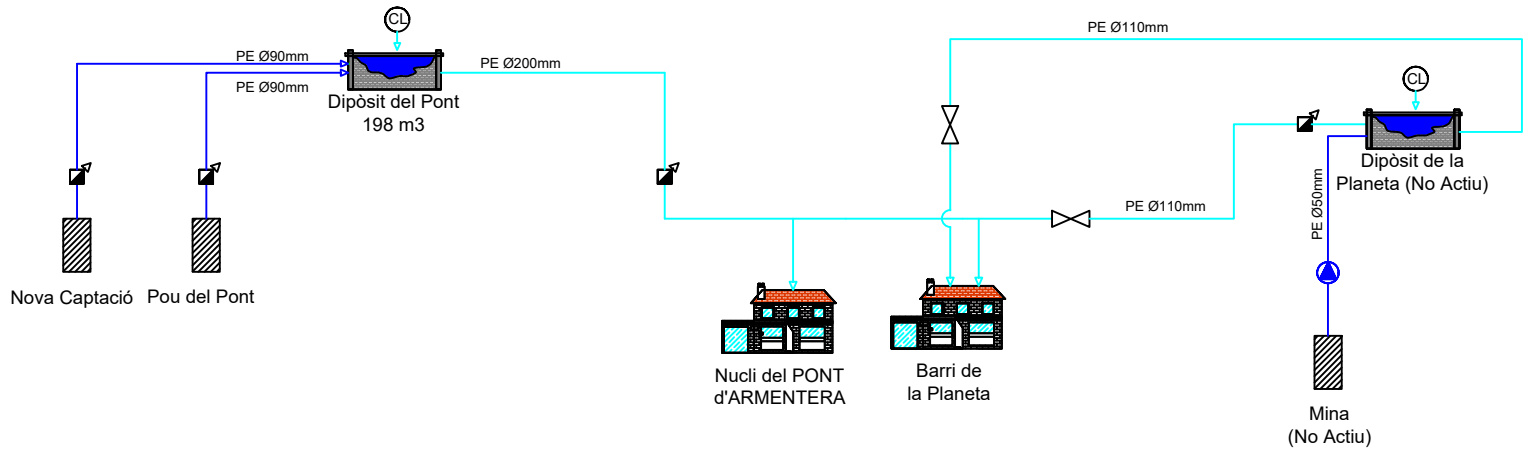 CL
PE Ø90mm
PE Ø90mm
PE Ø200mm
Dipòsit del Pont
198 m3
Nova Captació
Pou del Pont
PE Ø110mm
CL
Dipòsit de la
Planeta (No Actiu)
PE Ø110mm
PE Ø50mm
Nucli del PONT
d'ARMENTERA
Barri de
la Planeta
Mina
(No Actiu)